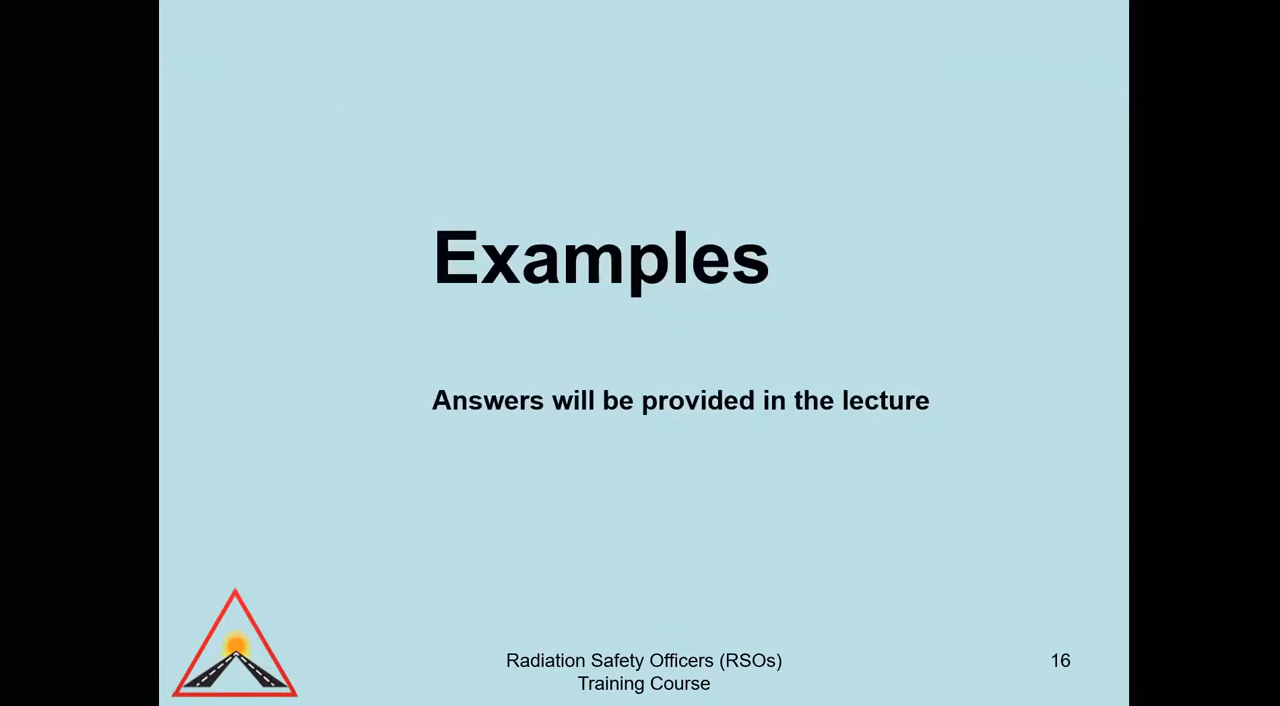 Examples
Answers will be provided in the lecture
Radiation Safety Officers (RSOs)
Training Course
16